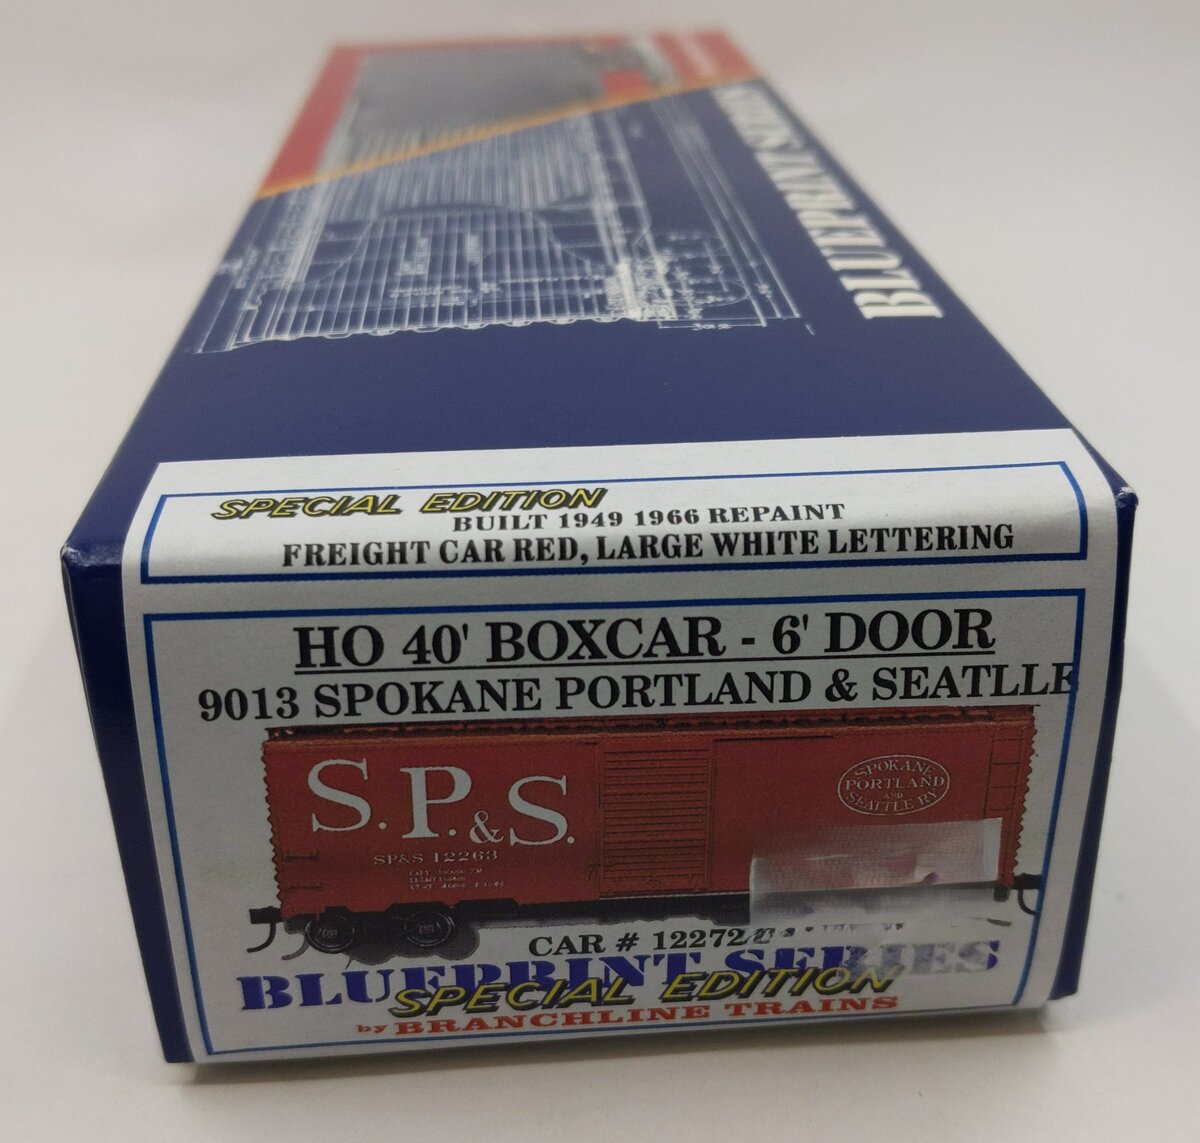 BLUEPRINT SERIES
SPECIAL EDITION
BUILT 1949 1966 REPAINT
FREIGHT CAR RED, LARGE WHITE LETTERING
HO 40' BOXCAR - 6' DOOR
9013 SPOKANE PORTLAND & SEATLLE
S.P.&S.
SP&S 12263
SPOKANE
PORTLAND
AND
SEATTLE RY.
CAR # 12272
BLUEPRINT SERIES
SPECIAL EDITION
by BRANCHLINE TRAINS